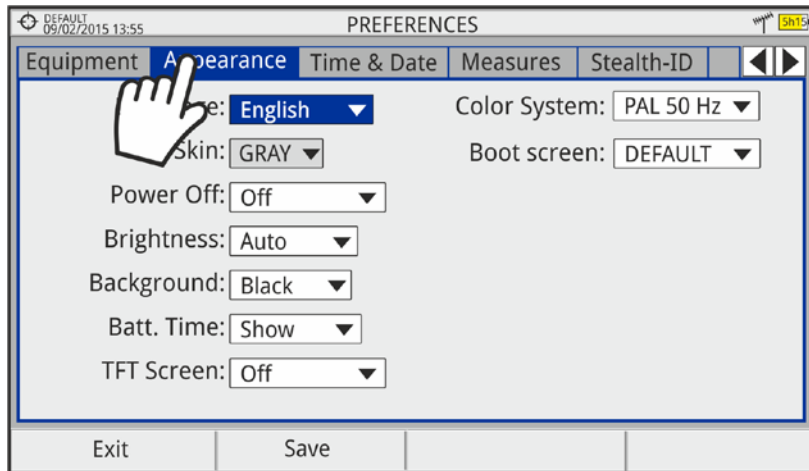 DEFAULT
09/02/2015 13:55
PREFERENCES
5h15
Equipment Appearance Time & Date Measures Stealth-ID
English
Color System: PAL 50 Hz
Skin: GRAY
Boot screen: DEFAULT
Power Off: Off
Brightness: Auto
Background: Black
Batt. Time: Show
TFT Screen: Off
Exit Save